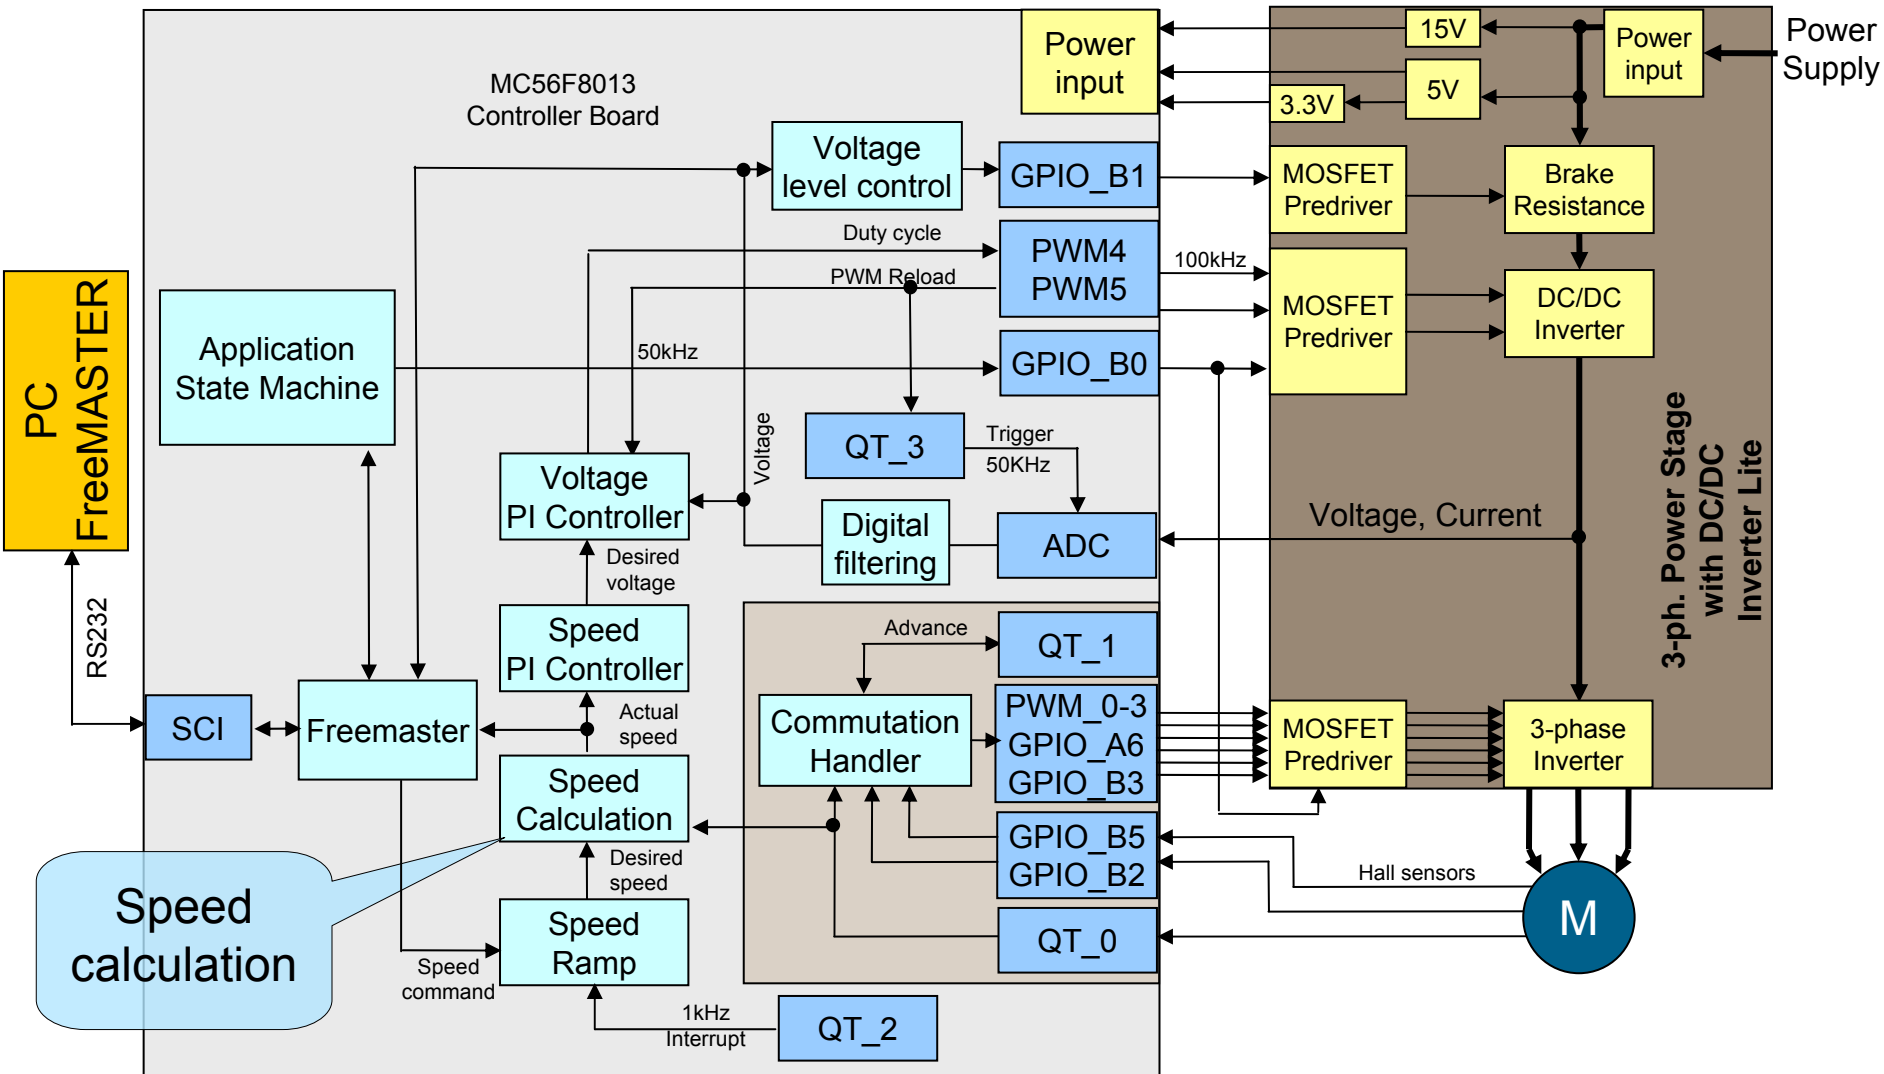 MC56F8013
Controller Board
Power
input
15V
5V
3.3V
Power
input
Power
Supply
Voltage
level control
GPIO_B1
MOSFET
Predriver
Brake
Resistance
Duty cycle
PWM Reload
PWM4
PWM5
100kHz
MOSFET
Predriver
DC/DC
Inverter
PC
FreeMASTER
Application
State Machine
50kHz
GPIO_B0
QT_3
Trigger
50KHz
Voltage
Voltage
PI Controller
Digital
filtering
ADC
Voltage, Current
3-ph. Power Stage
with DC/DC
Inverter Lite
Desired
voltage
RS232
Speed
PI Controller
Advance
QT_1
SCI
Freemaster
Actual
speed
Commutation
Handler
PWM_0-3
GPIO_A6
GPIO_B3
MOSFET
Predriver
3-phase
Inverter
Speed
Calculation
GPIO_B5
GPIO_B2
Desired
speed
Hall sensors
M
Speed
calculation
Speed
Ramp
QT_0
Speed
command
1kHz
Interrupt
QT_2